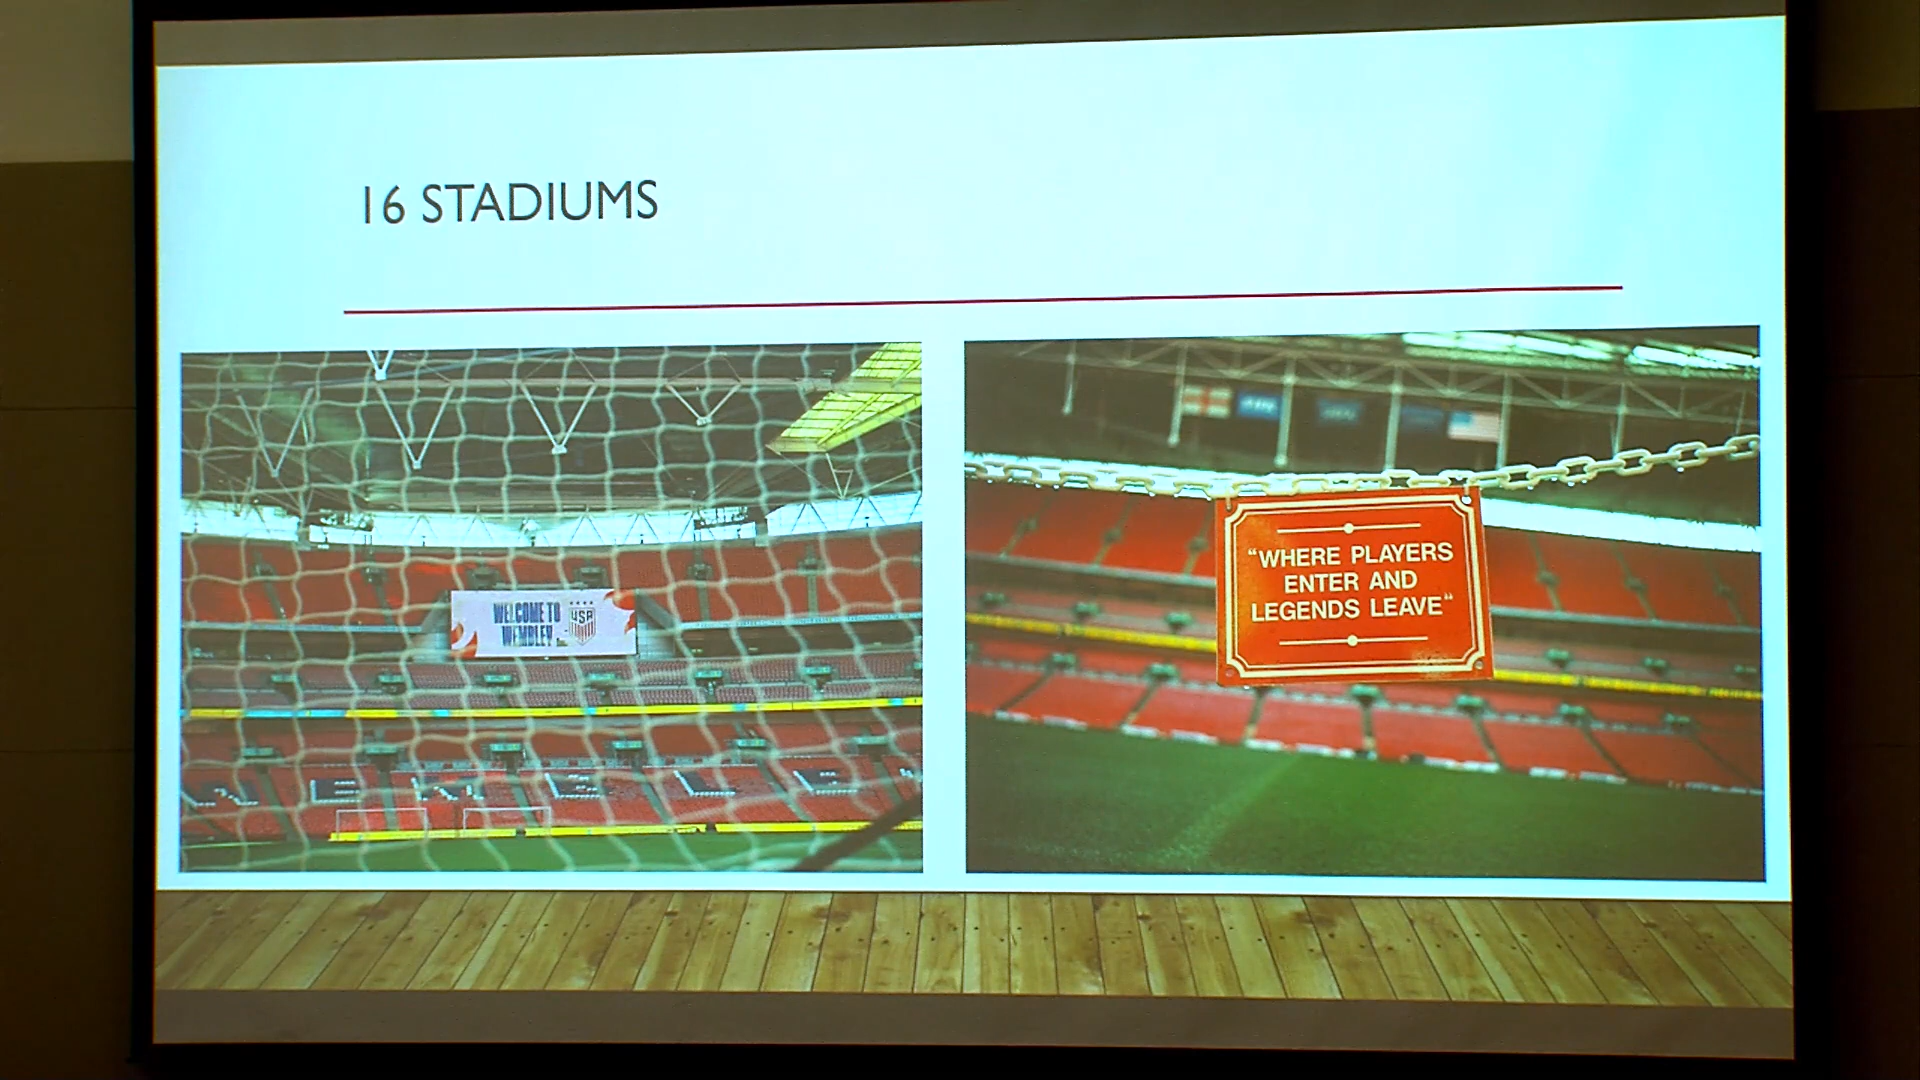 16 STADIUMS
WELCOME TO
WEMBLEY
USA
“WHERE PLAYERS
ENTER AND
LEGENDS LEAVE“